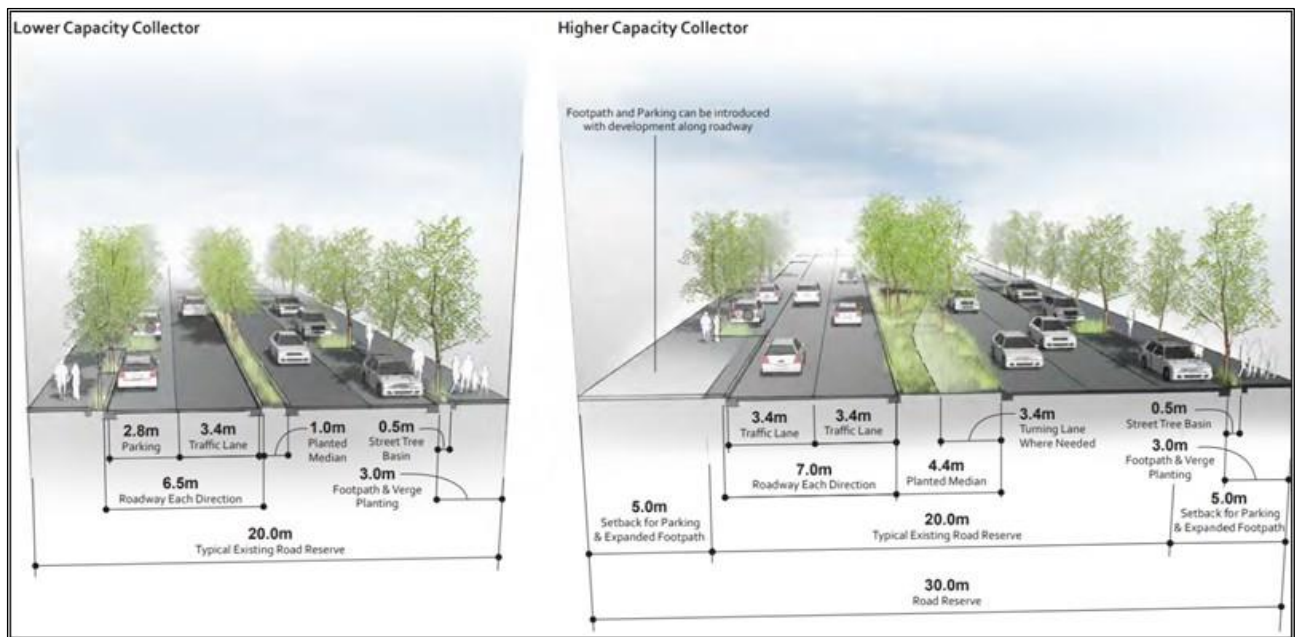 Lower Capacity Collector
Higher Capacity Collector
Footpath and Parking can be introduced
with development along roadway
2.8m
Parking
3.4m
Traffic Lane
1.0m
Planted
Median
0.5m
Street Tree
Basin
6.5m
Roadway Each Direction
3.0m
Footpath & Verge
Planting
20.0m
Typical Existing Road Reserve
3.4m
Traffic Lane
3.4m
Traffic Lane
3.4m
Turning Lane
Where Needed
0.5m
Street Tree Basin
7.0m
Roadway Each Direction
4.4m
Planted Median
3.0m
Footpath & Verge
Planting
5.0m
Setback for Parking
& Expanded Footpath
20.0m
Typical Existing Road Reserve
5.0m
Setback for Parking
& Expanded Footpath
30.0m
Road Reserve